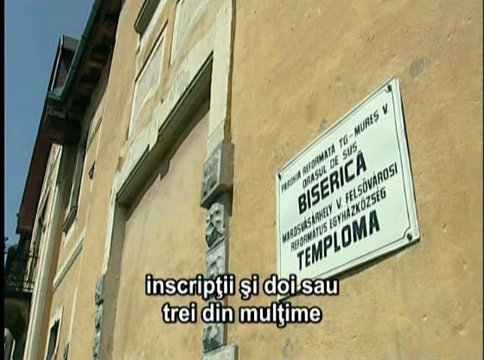 PAROHIA REFORMATĂ TG-MUREŞ V.
ORAŞUL DE SUS
BISERICĂ
MAROSVÁSÁRHELY V. FELSŐVÁROSI
REFORMÁTUS EGYHÁZKÖZSÉG
TEMPLOMA
inscripţii şi doi sau
trei din mulţime